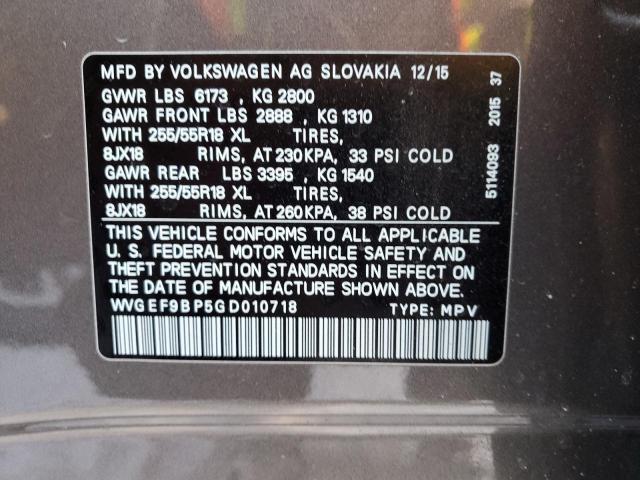 MFD BY VOLKSWAGEN AG SLOVAKIA 12/15
GVWR LBS 6173 , KG 2800
GAWR FRONT LBS 2888 , KG 1310
WITH 255/55R18 XL TIRES,
8JX18 RIMS, AT 230KPA, 33 PSI COLD
GAWR REAR LBS 3395 , KG 1540
WITH 255/55R18 XL TIRES,
8JX18 RIMS, AT 260KPA, 38 PSI COLD
THIS VEHICLE CONFORMS TO ALL APPLICABLE
U. S. FEDERAL MOTOR VEHICLE SAFETY AND
THEFT PREVENTION STANDARDS IN EFFECT ON
THE DATE OF MANUFACTURE SHOWN ABOVE.
WVGEF9BP5GD010718 TYPE: MPV
5114093 2015 37